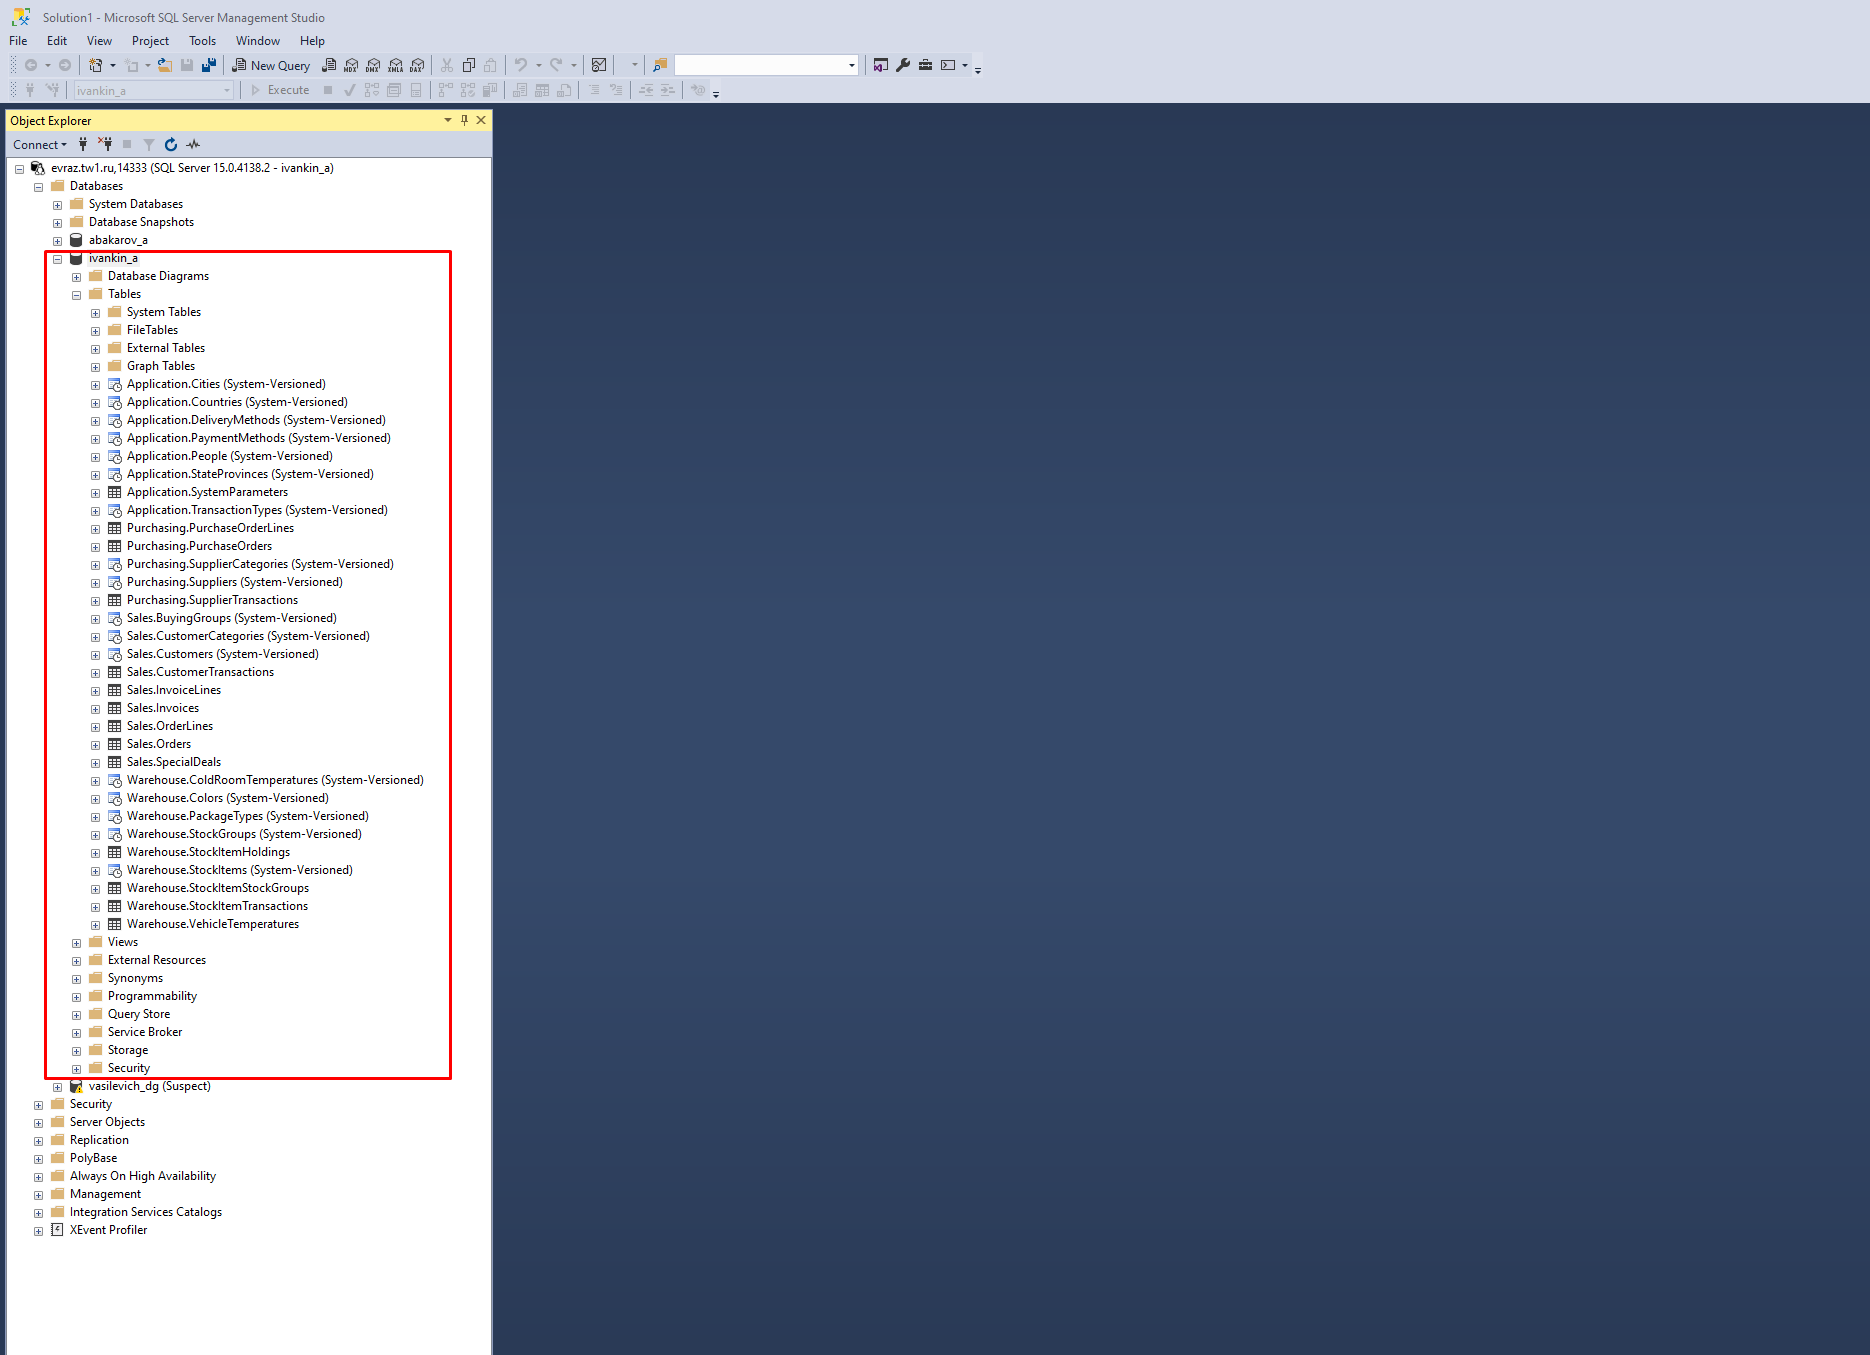 Solution1 - Microsoft SQL Server Management Studio
File Edit View Project Tools Window Help
New Query MDX DMX XMLA DAX
ivankin_a Execute
Object Explorer
Connect
evraz.tw1.ru,14333 (SQL Server 15.0.4138.2 - ivankin_a)
Databases
System Databases
Database Snapshots
abakarov_a
ivankin_a
Database Diagrams
Tables
System Tables
FileTables
External Tables
Graph Tables
Application.Cities (System-Versioned)
Application.Countries (System-Versioned)
Application.DeliveryMethods (System-Versioned)
Application.PaymentMethods (System-Versioned)
Application.People (System-Versioned)
Application.StateProvinces (System-Versioned)
Application.SystemParameters
Application.TransactionTypes (System-Versioned)
Purchasing.PurchaseOrderLines
Purchasing.PurchaseOrders
Purchasing.SupplierCategories (System-Versioned)
Purchasing.Suppliers (System-Versioned)
Purchasing.SupplierTransactions
Sales.BuyingGroups (System-Versioned)
Sales.CustomerCategories (System-Versioned)
Sales.Customers (System-Versioned)
Sales.CustomerTransactions
Sales.InvoiceLines
Sales.Invoices
Sales.OrderLines
Sales.Orders
Sales.SpecialDeals
Warehouse.ColdRoomTemperatures (System-Versioned)
Warehouse.Colors (System-Versioned)
Warehouse.PackageTypes (System-Versioned)
Warehouse.StockGroups (System-Versioned)
Warehouse.StockItemHoldings
Warehouse.StockItems (System-Versioned)
Warehouse.StockItemStockGroups
Warehouse.StockItemTransactions
Warehouse.VehicleTemperatures
Views
External Resources
Synonyms
Programmability
Query Store
Service Broker
Storage
Security
vasilevich_dg (Suspect)
Security
Server Objects
Replication
PolyBase
Always On High Availability
Management
Integration Services Catalogs
XEvent Profiler